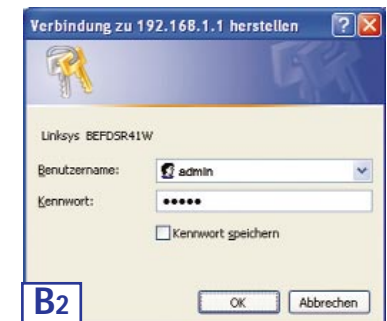 Verbindung zu 192.168.1.1 herstellen
Linksys BEFDSR41W
Benutzername: admin
Kennwort: •••••
Kennwort speichern
B2 OK Abbrechen